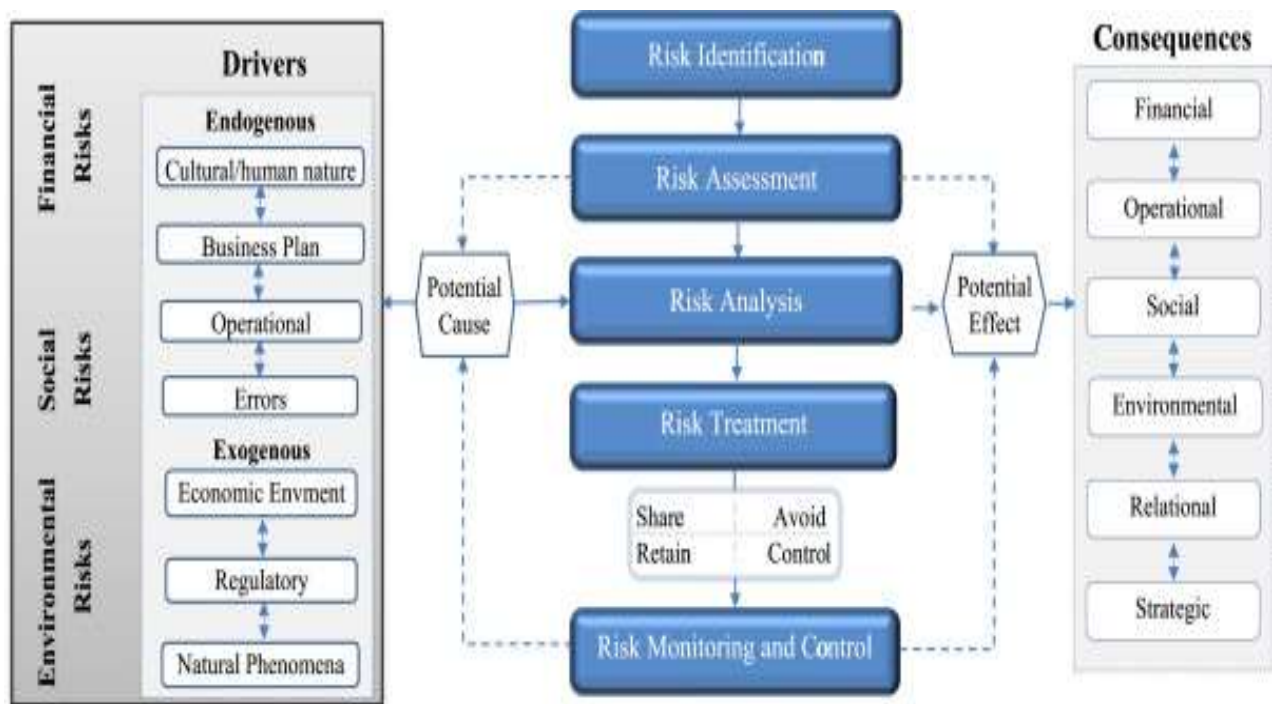 Financial
Risks
Social
Risks
Environmental
Risks
Drivers
Endogenous
Cultural/human nature
Business Plan
Operational
Errors
Exogenous
Economic Envment
Regulatory
Natural Phenomena
Potential
Cause
Risk Identification
Risk Assessment
Risk Analysis
Risk Treatment
Share Avoid
Retain Control
Risk Monitoring and Control
Potential
Effect
Consequences
Financial
Operational
Social
Environmental
Relational
Strategic